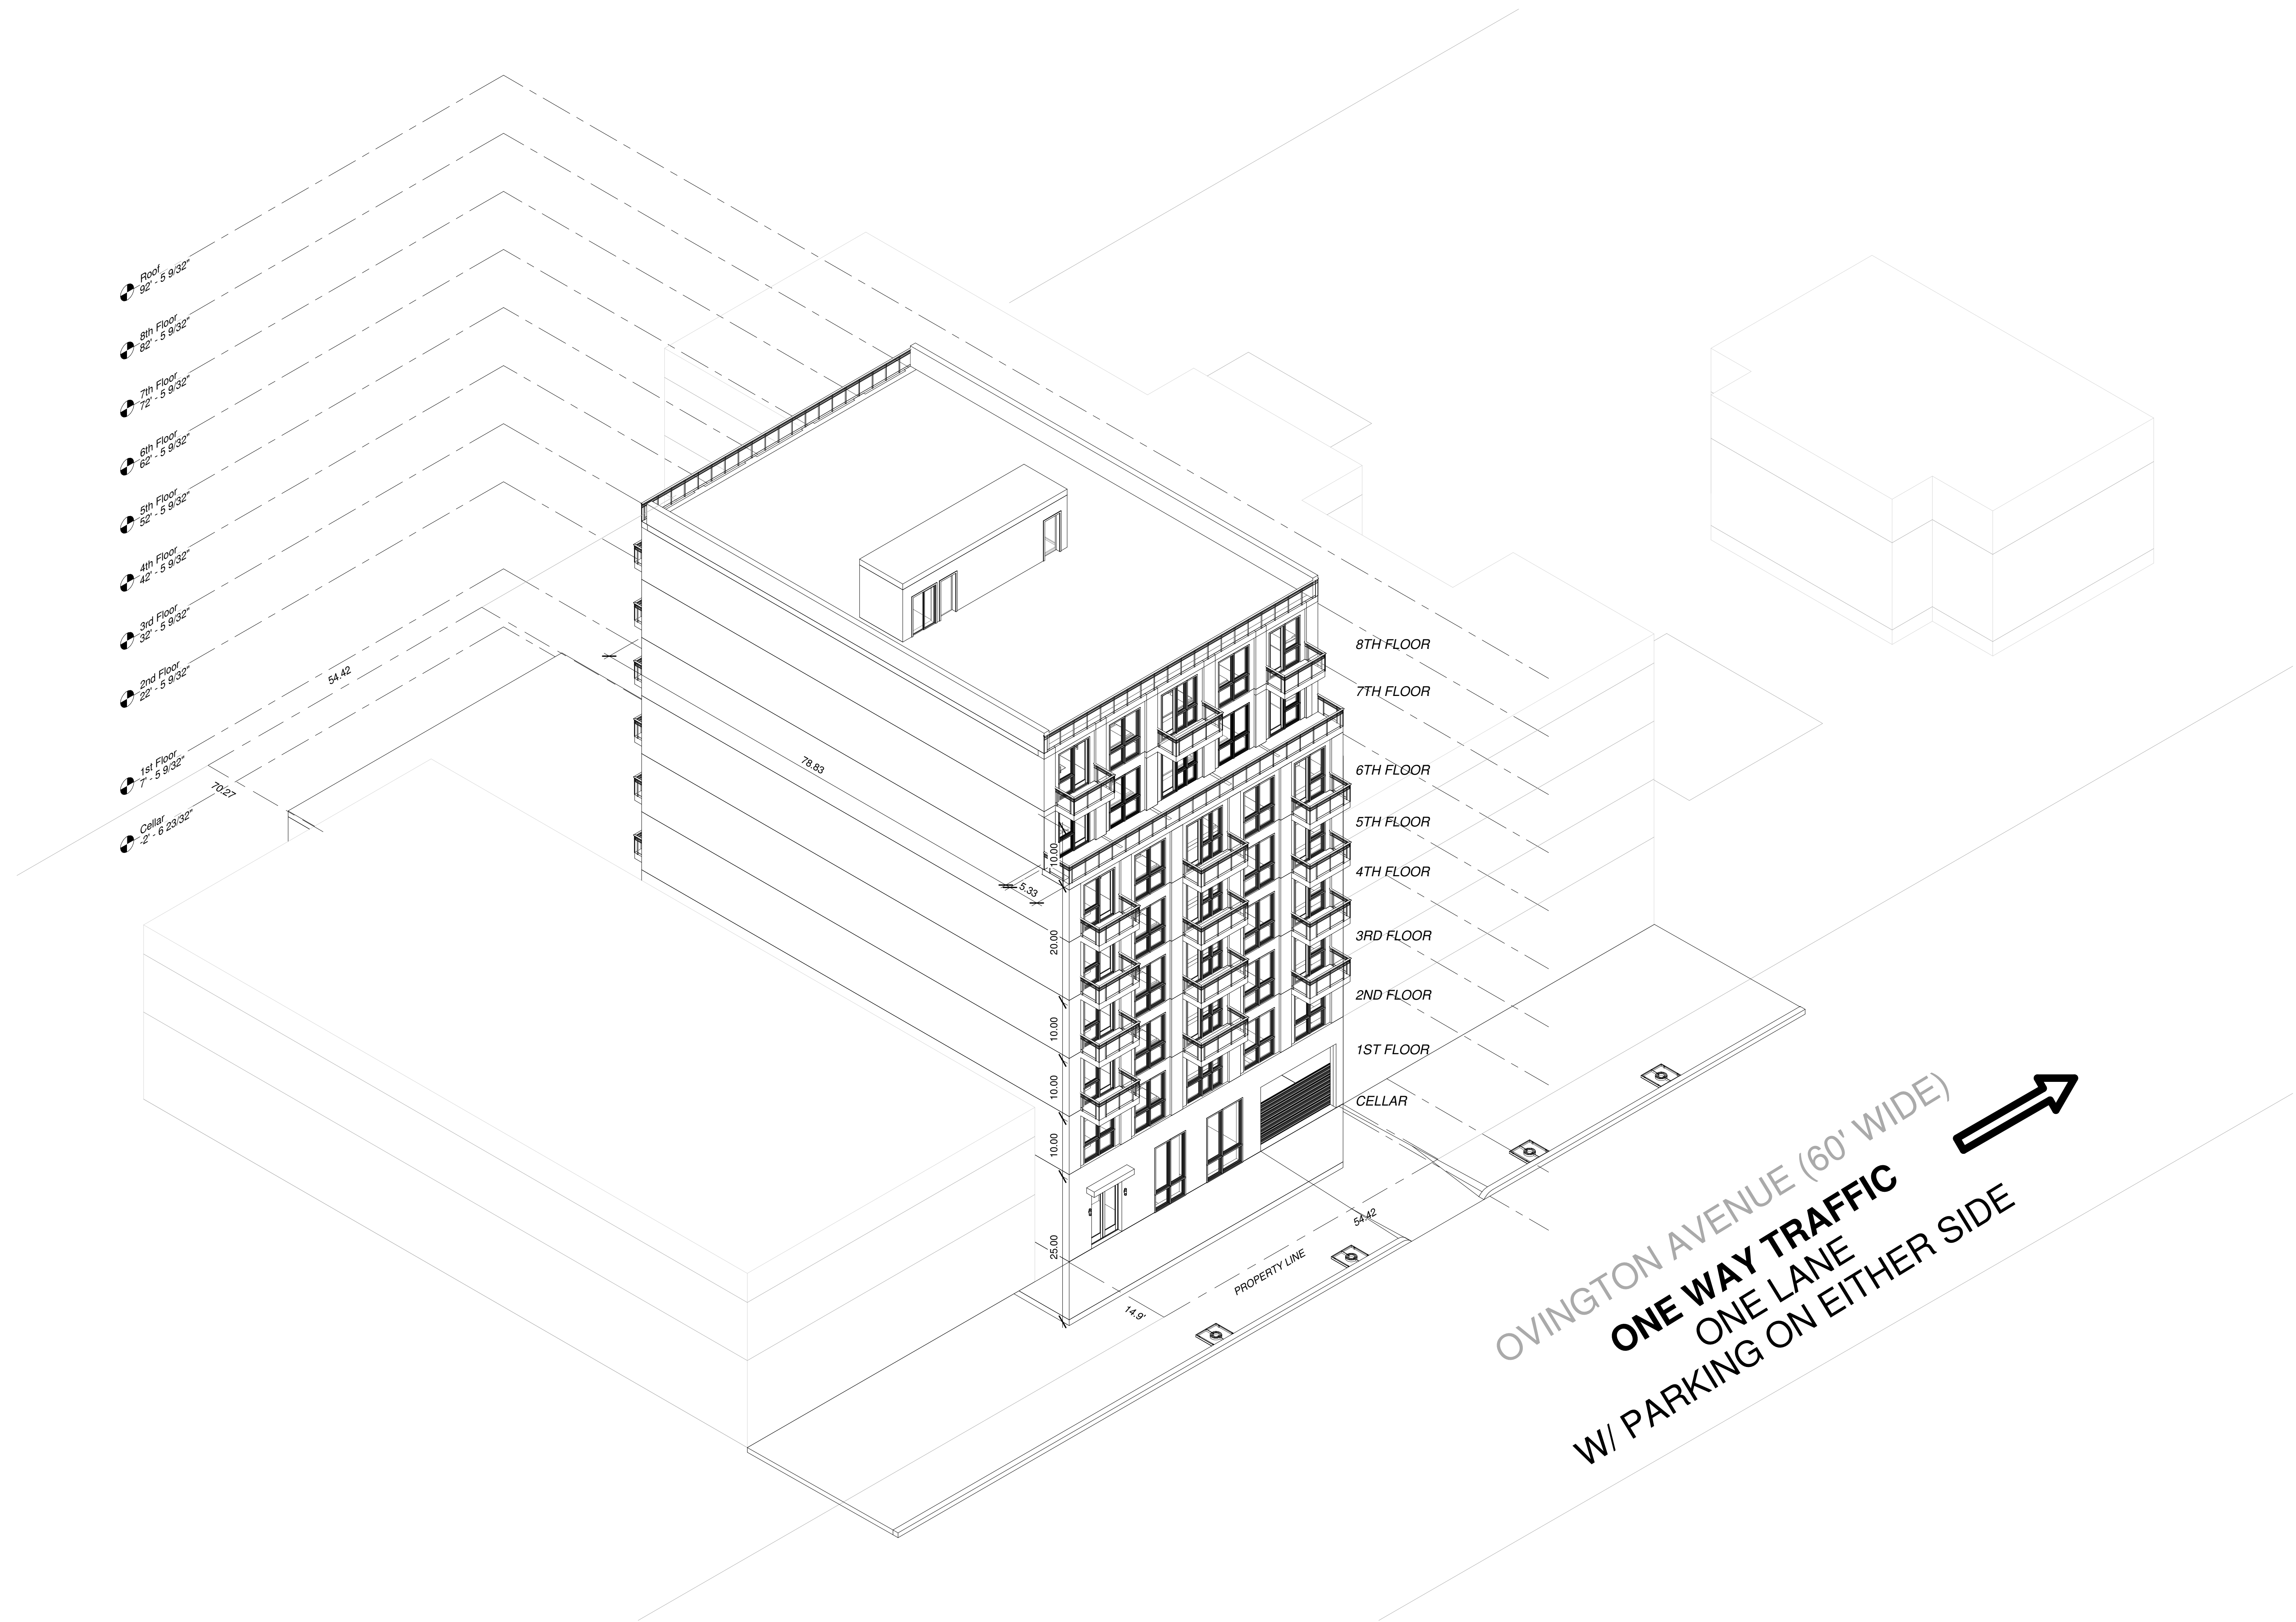 Roof
92' - 5 9/32"
8th Floor
82' - 5 9/32"
7th Floor
72' - 5 9/32"
6th Floor
62' - 5 9/32"
5th Floor
52' - 5 9/32"
4th Floor
42' - 5 9/32"
3rd Floor
32' - 5 9/32"
2nd Floor
22' - 5 9/32"
1st Floor
7' - 5 9/32"
Cellar
-2' - 6 23/32"
54.42
70.27
78.83
5.33
10.00
20.00
10.00
10.00
10.00
25.00
14.9'
54.42
PROPERTY LINE
8TH FLOOR
7TH FLOOR
6TH FLOOR
5TH FLOOR
4TH FLOOR
3RD FLOOR
2ND FLOOR
1ST FLOOR
CELLAR
OVINGTON AVENUE (60' WIDE)
ONE WAY TRAFFIC
ONE LANE
W/ PARKING ON EITHER SIDE